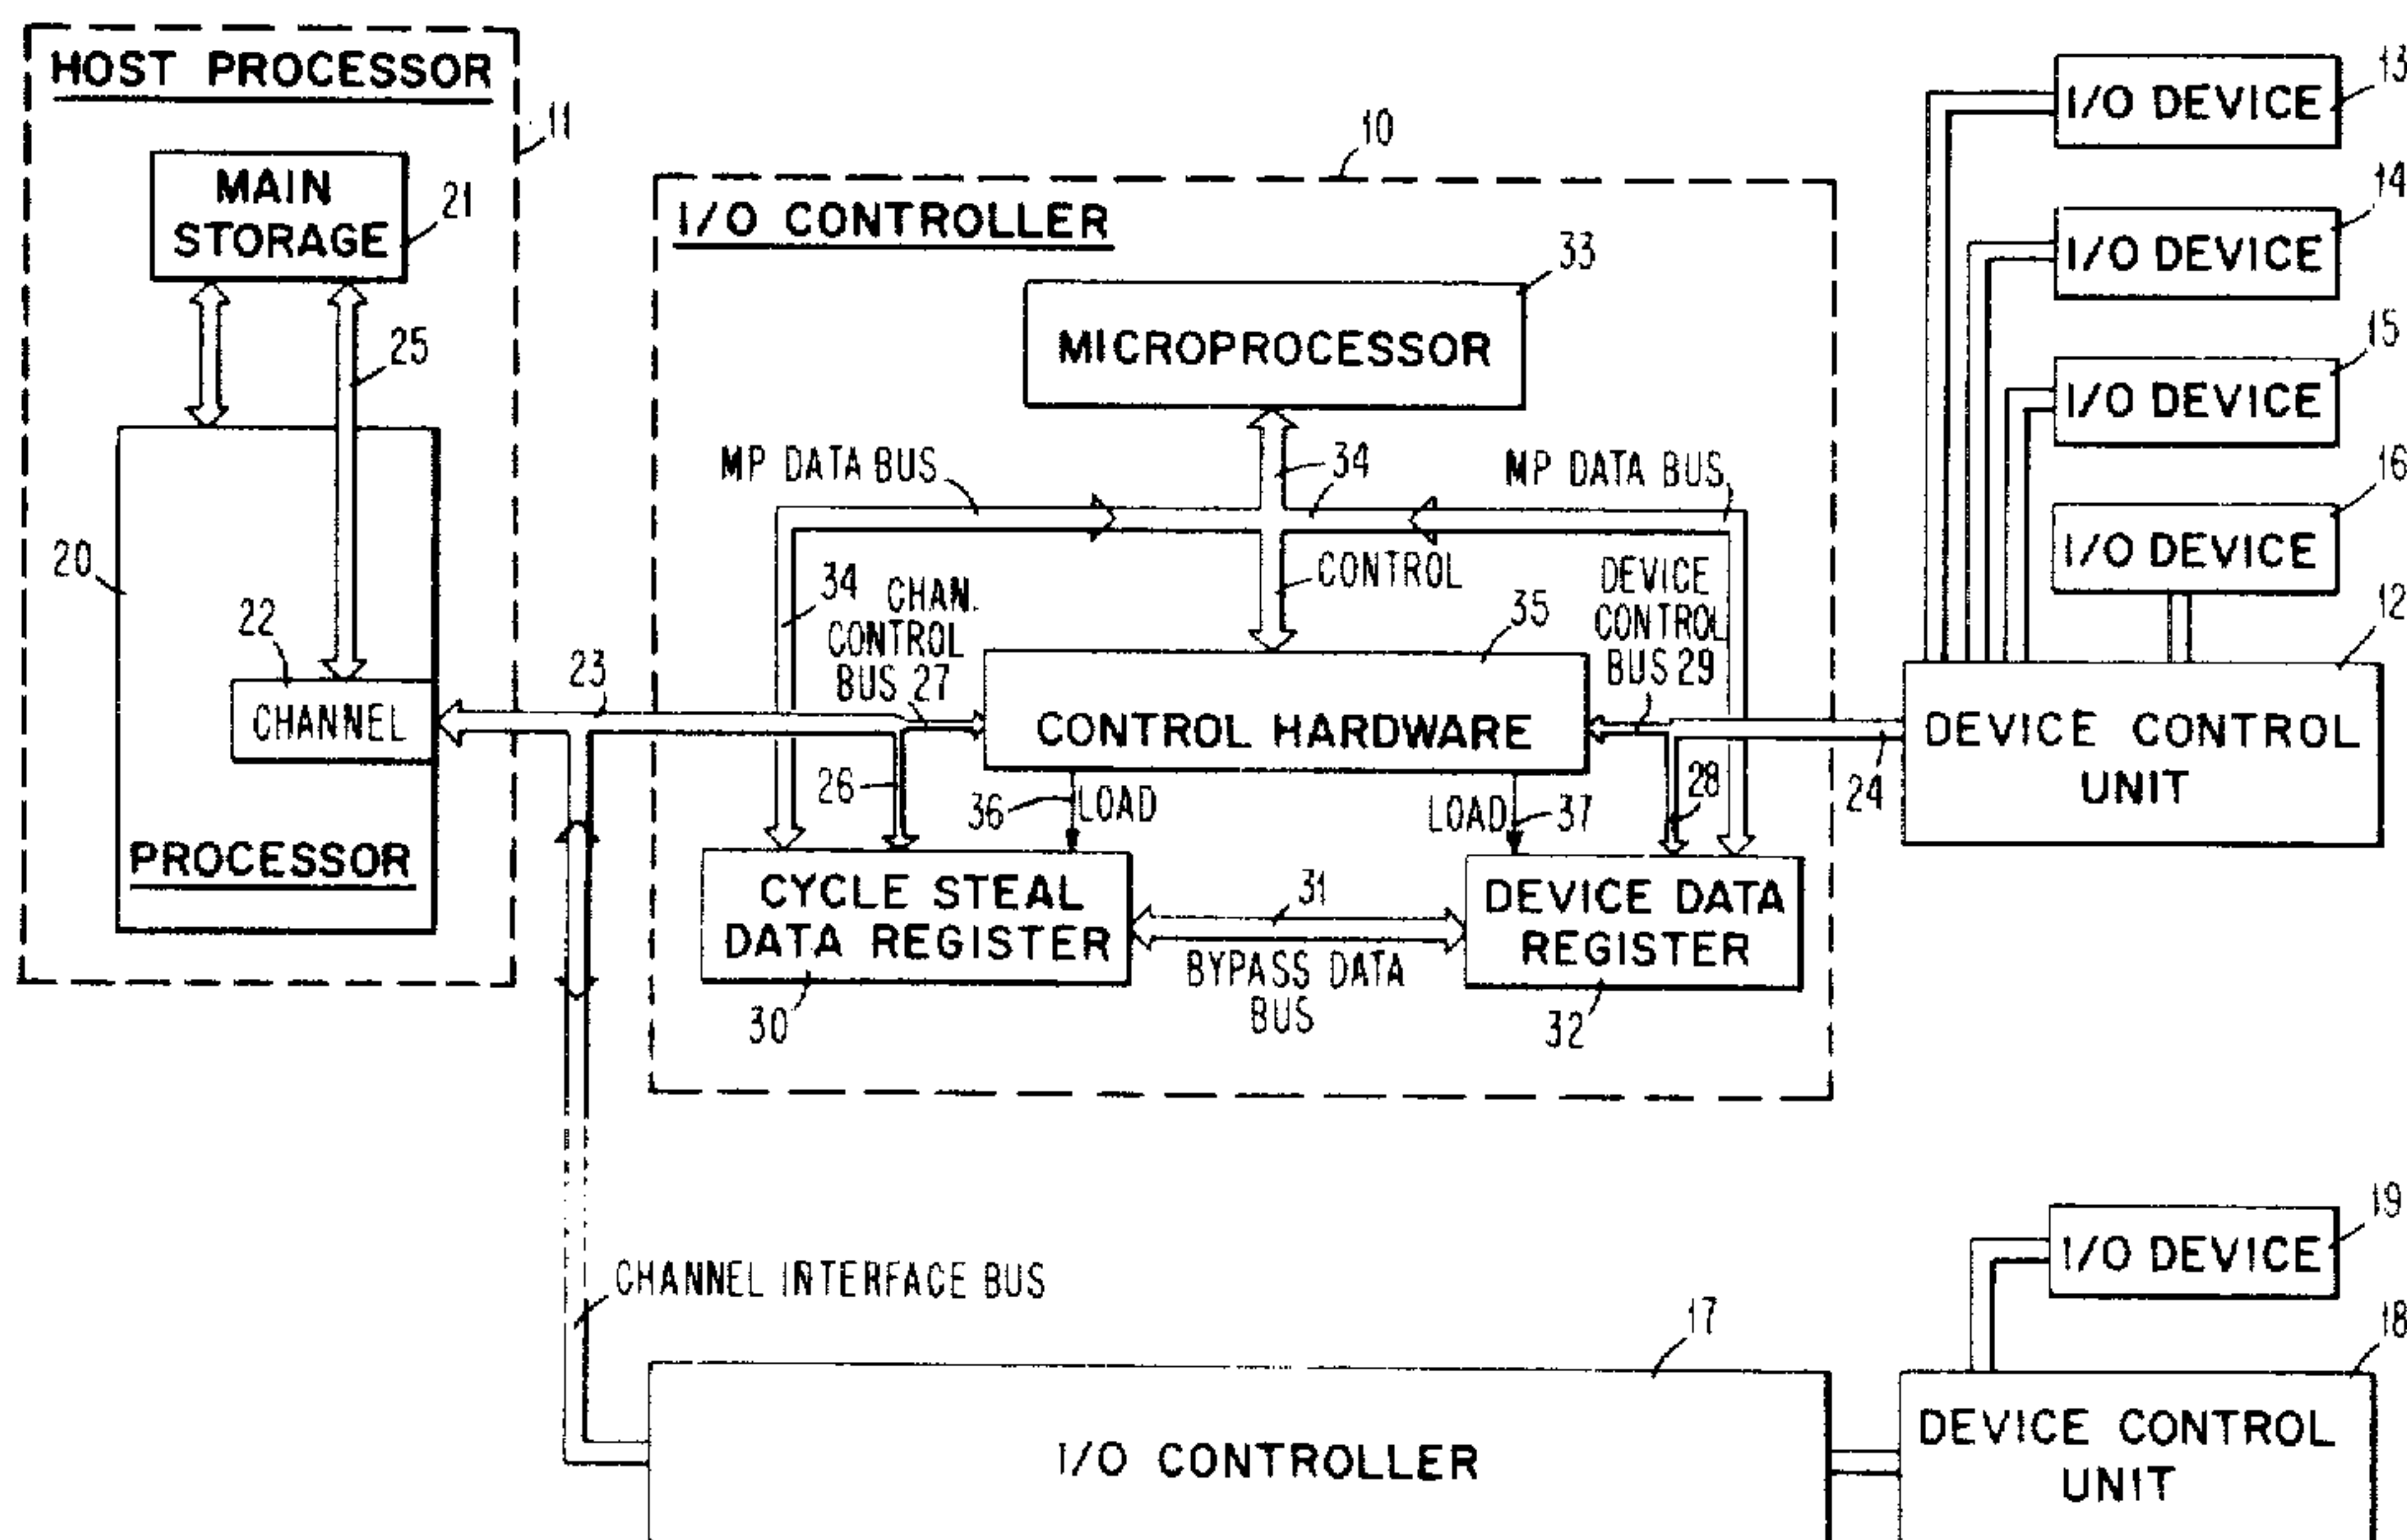 HOST PROCESSOR
11
MAIN
STORAGE
21
25
20
22
CHANNEL
PROCESSOR
23
10
I/O CONTROLLER
33
MICROPROCESSOR
MP DATA BUS
34
34
MP DATA BUS
CONTROL
34
CHAN.
CONTROL
BUS 27
35
DEVICE
CONTROL
BUS 29
CONTROL HARDWARE
26
36
LOAD
LOAD
37
28
24
CYCLE STEAL
DATA REGISTER
30
31
BYPASS DATA
BUS
DEVICE DATA
REGISTER
32
13
I/O DEVICE
14
I/O DEVICE
15
I/O DEVICE
16
I/O DEVICE
12
DEVICE CONTROL
UNIT
CHANNEL INTERFACE BUS
17
I/O CONTROLLER
19
I/O DEVICE
18
DEVICE CONTROL
UNIT